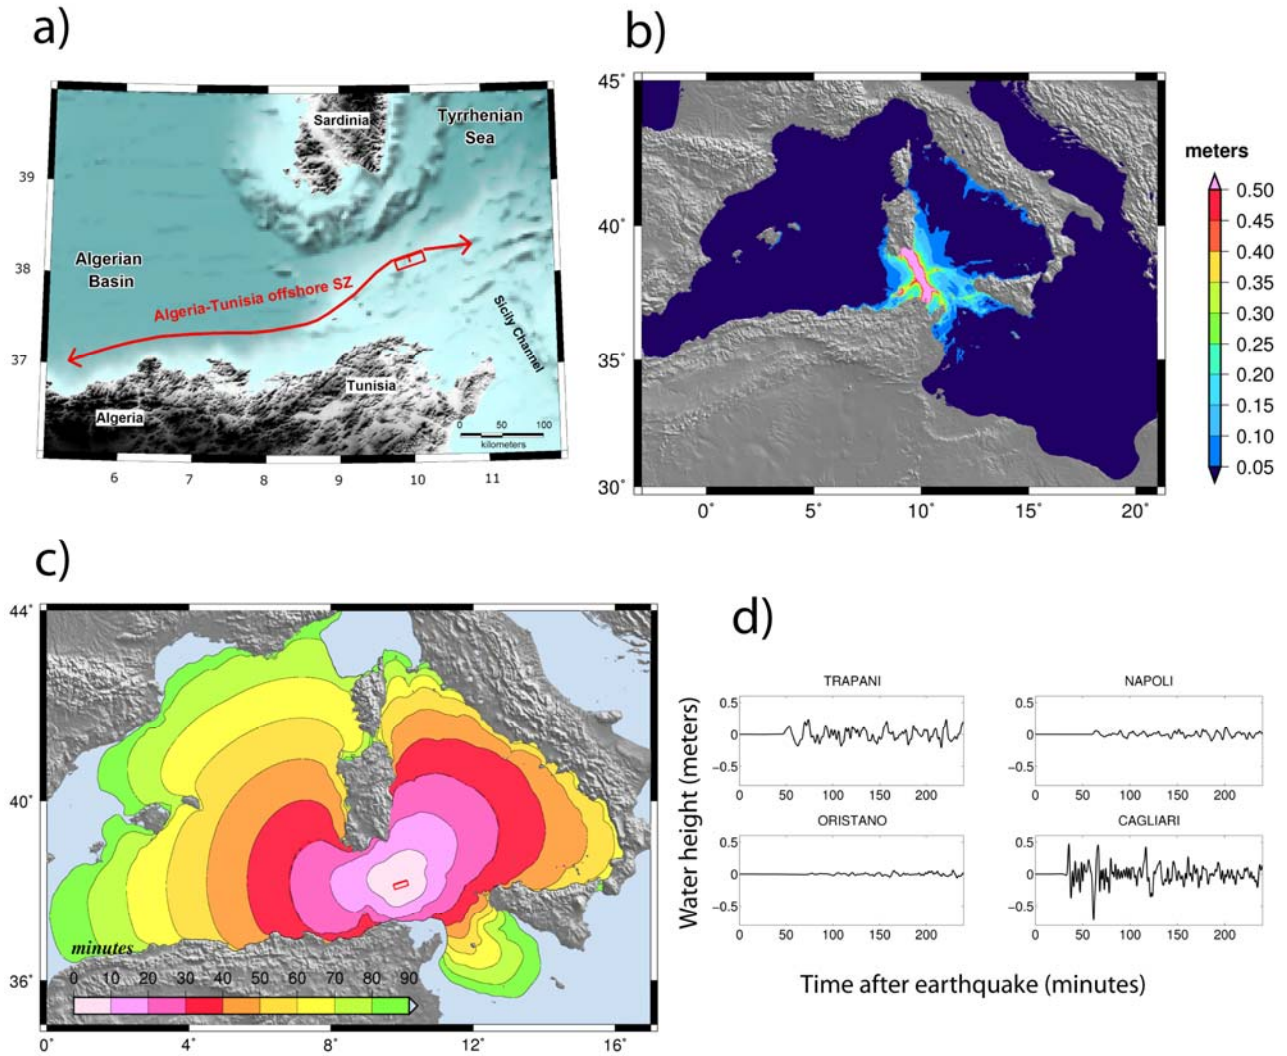 a)
Sardinia
Tyrrhenian
Sea
39
Algerian
Basin
38
Algeria-Tunisia offshore SZ
Sicily Channel
37
Tunisia
Algeria
0 50 100
kilometers
6 7 8 9 10 11
b)
45°
40°
35°
30°
0° 5° 10° 15° 20°
meters
0.50
0.45
0.40
0.35
0.30
0.25
0.20
0.15
0.10
0.05
c)
44°
40°
36°
minutes
0 10 20 30 40 50 60 70 80 90
0° 4° 8° 12° 16°
d)
Water height (meters)
TRAPANI
0.5
0
−0.5
0 50 100 150 200
NAPOLI
0.5
0
−0.5
0 50 100 150 200
ORISTANO
0.5
0
−0.5
0 50 100 150 200
CAGLIARI
0.5
0
−0.5
0 50 100 150 200
Time after earthquake (minutes)